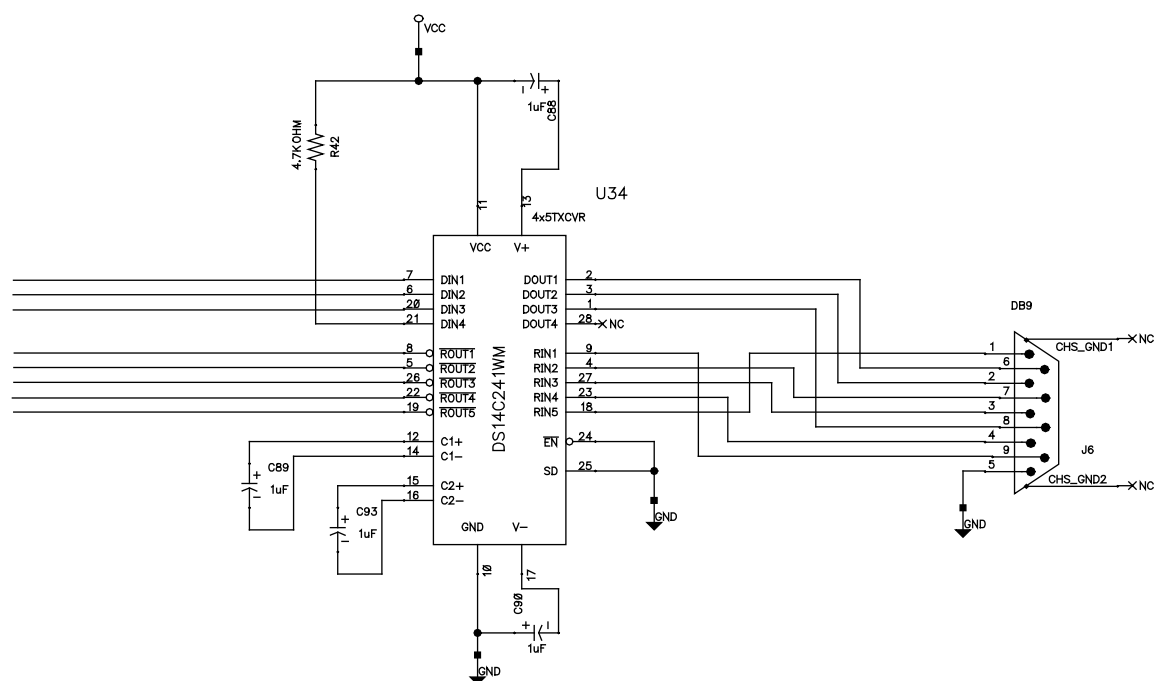 VCC
1uF
C88
4.7KOHM
R42
U34
11
13
4x5TXCVR
VCC V+
7 DIN1 DOUT1 2
6 DIN2 DOUT2 3
20 DIN3 DOUT3 1
21 DIN4 DOUT4 28 NC
DB9
8 ROUT1 RIN1 9
5 ROUT2 RIN2 4
26 ROUT3 RIN3 27
22 ROUT4 RIN4 23
19 ROUT5 RIN5 18
DS14C241WM
1 CHS_GND1 NC
6
2
7
3
8
4
9
5
J6
CHS_GND2 NC
GND
12 C1+ EN 24
14 C1-
C89
1uF
SD 25
15 C2+
16 C2-
C93
1uF
GND
GND V-
10
17
C90
1uF
GND